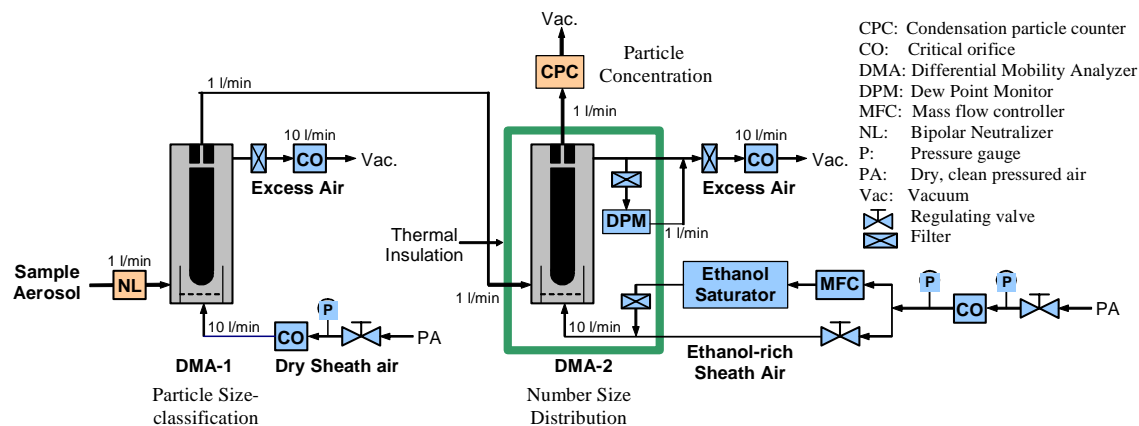 Vac.
CPC
Particle
Concentration
1 l/min
1 l/min
10 l/min
CO
Vac.
Excess Air
10 l/min
CO
Vac.
Excess Air
DPM
1 l/min
Thermal
Insulation
Sample
Aerosol
1 l/min
NL
1 l/min
Ethanol
Saturator
MFC
P
P
CO
PA
10 l/min
P
CO
PA
10 l/min
DMA-1
Dry Sheath air
DMA-2
Ethanol-rich
Sheath Air
Particle Size-
classification
Number Size
Distribution
CPC: Condensation particle counter
CO: Critical orifice
DMA: Differential Mobility Analyzer
DPM: Dew Point Monitor
MFC: Mass flow controller
NL: Bipolar Neutralizer
P: Pressure gauge
PA: Dry, clean pressured air
Vac: Vacuum
Regulating valve
Filter